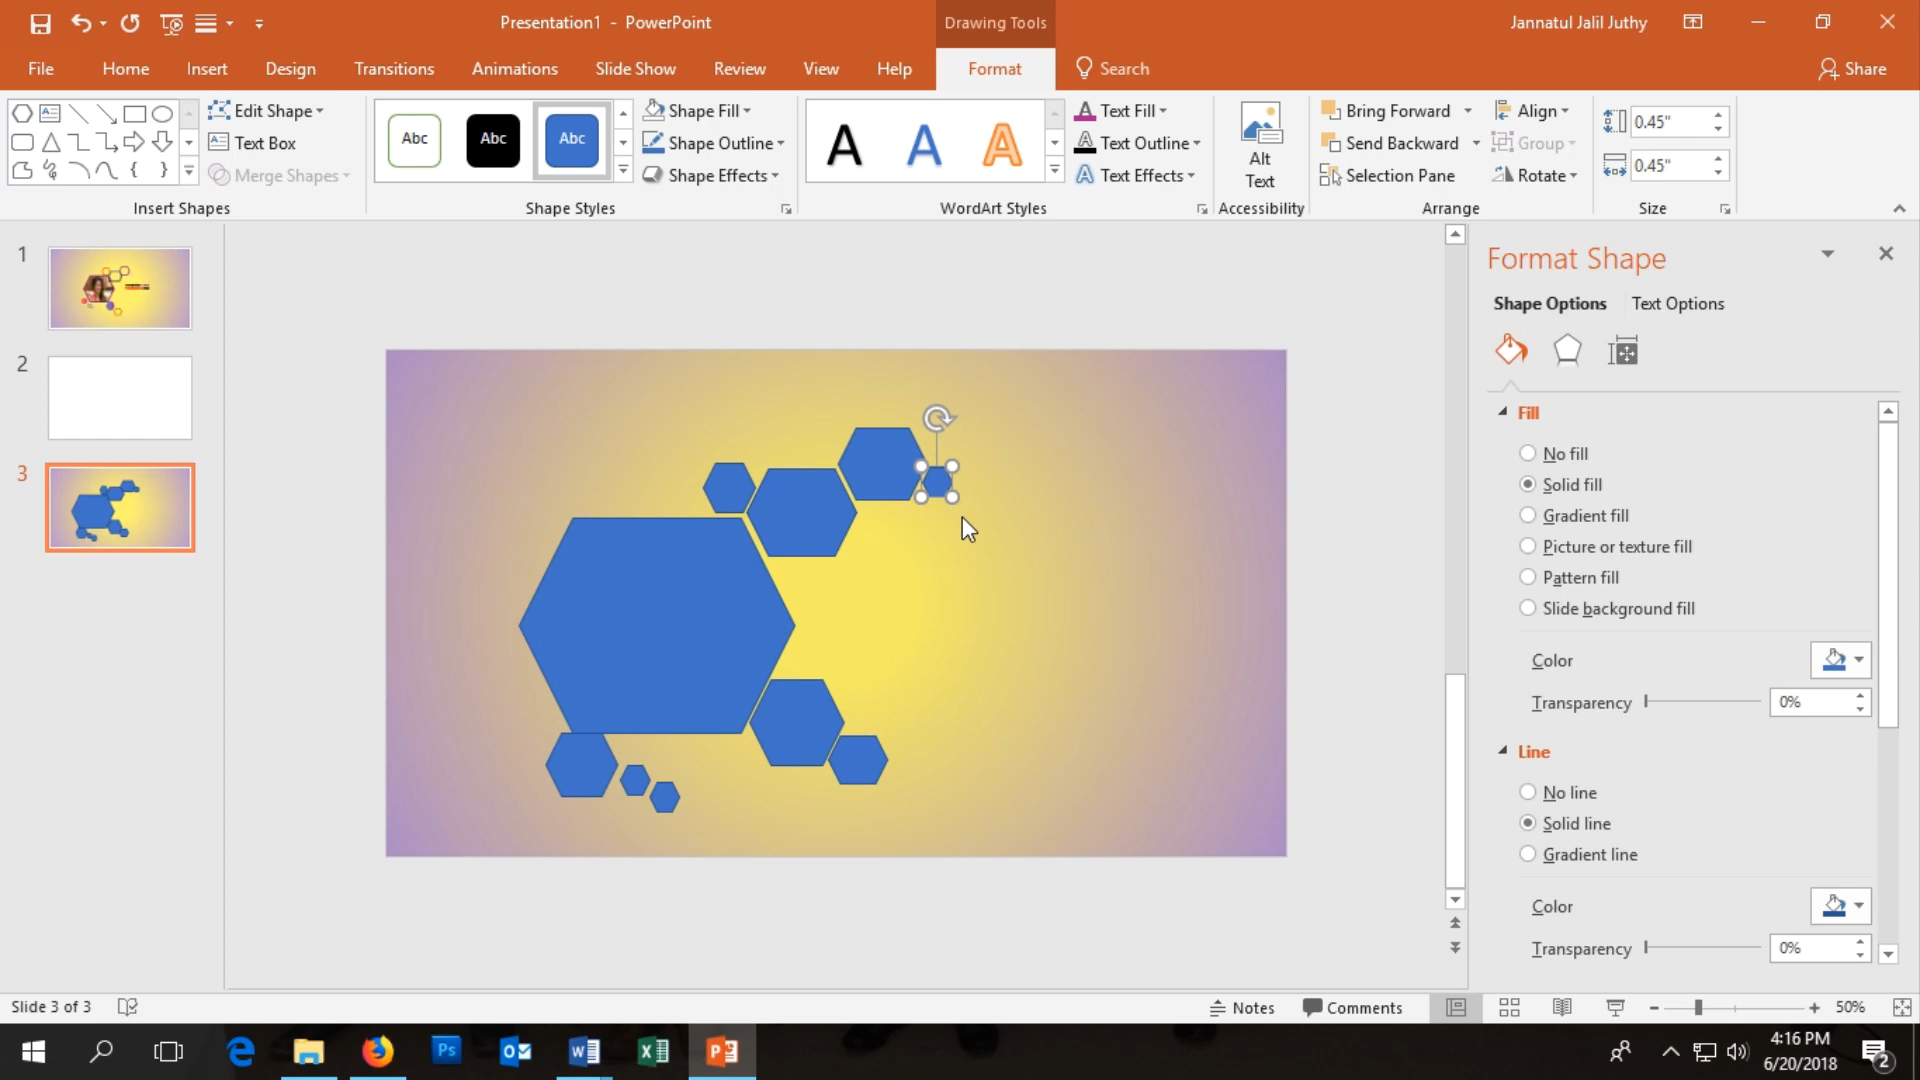 Presentation1 - PowerPoint
Drawing Tools
Jannatul Jalil Juthy
File Home Insert Design Transitions Animations Slide Show Review View Help Format Search Share
Edit Shape
Text Box
Merge Shapes
Insert Shapes
Abc Abc Abc
Shape Fill
Shape Outline
Shape Effects
Shape Styles
A A A
Text Fill
Text Outline
Text Effects
WordArt Styles
Alt
Text
Accessibility
Bring Forward
Send Backward
Selection Pane
Align
Group
Rotate
Arrange
0.45"
0.45"
Size
1
2
3
Format Shape
Shape Options Text Options
Fill
No fill
Solid fill
Gradient fill
Picture or texture fill
Pattern fill
Slide background fill
Color
Transparency 0%
Line
No line
Solid line
Gradient line
Color
Transparency 0%
Slide 3 of 3
Notes Comments 50%
Ps
4:16 PM
6/20/2018
2